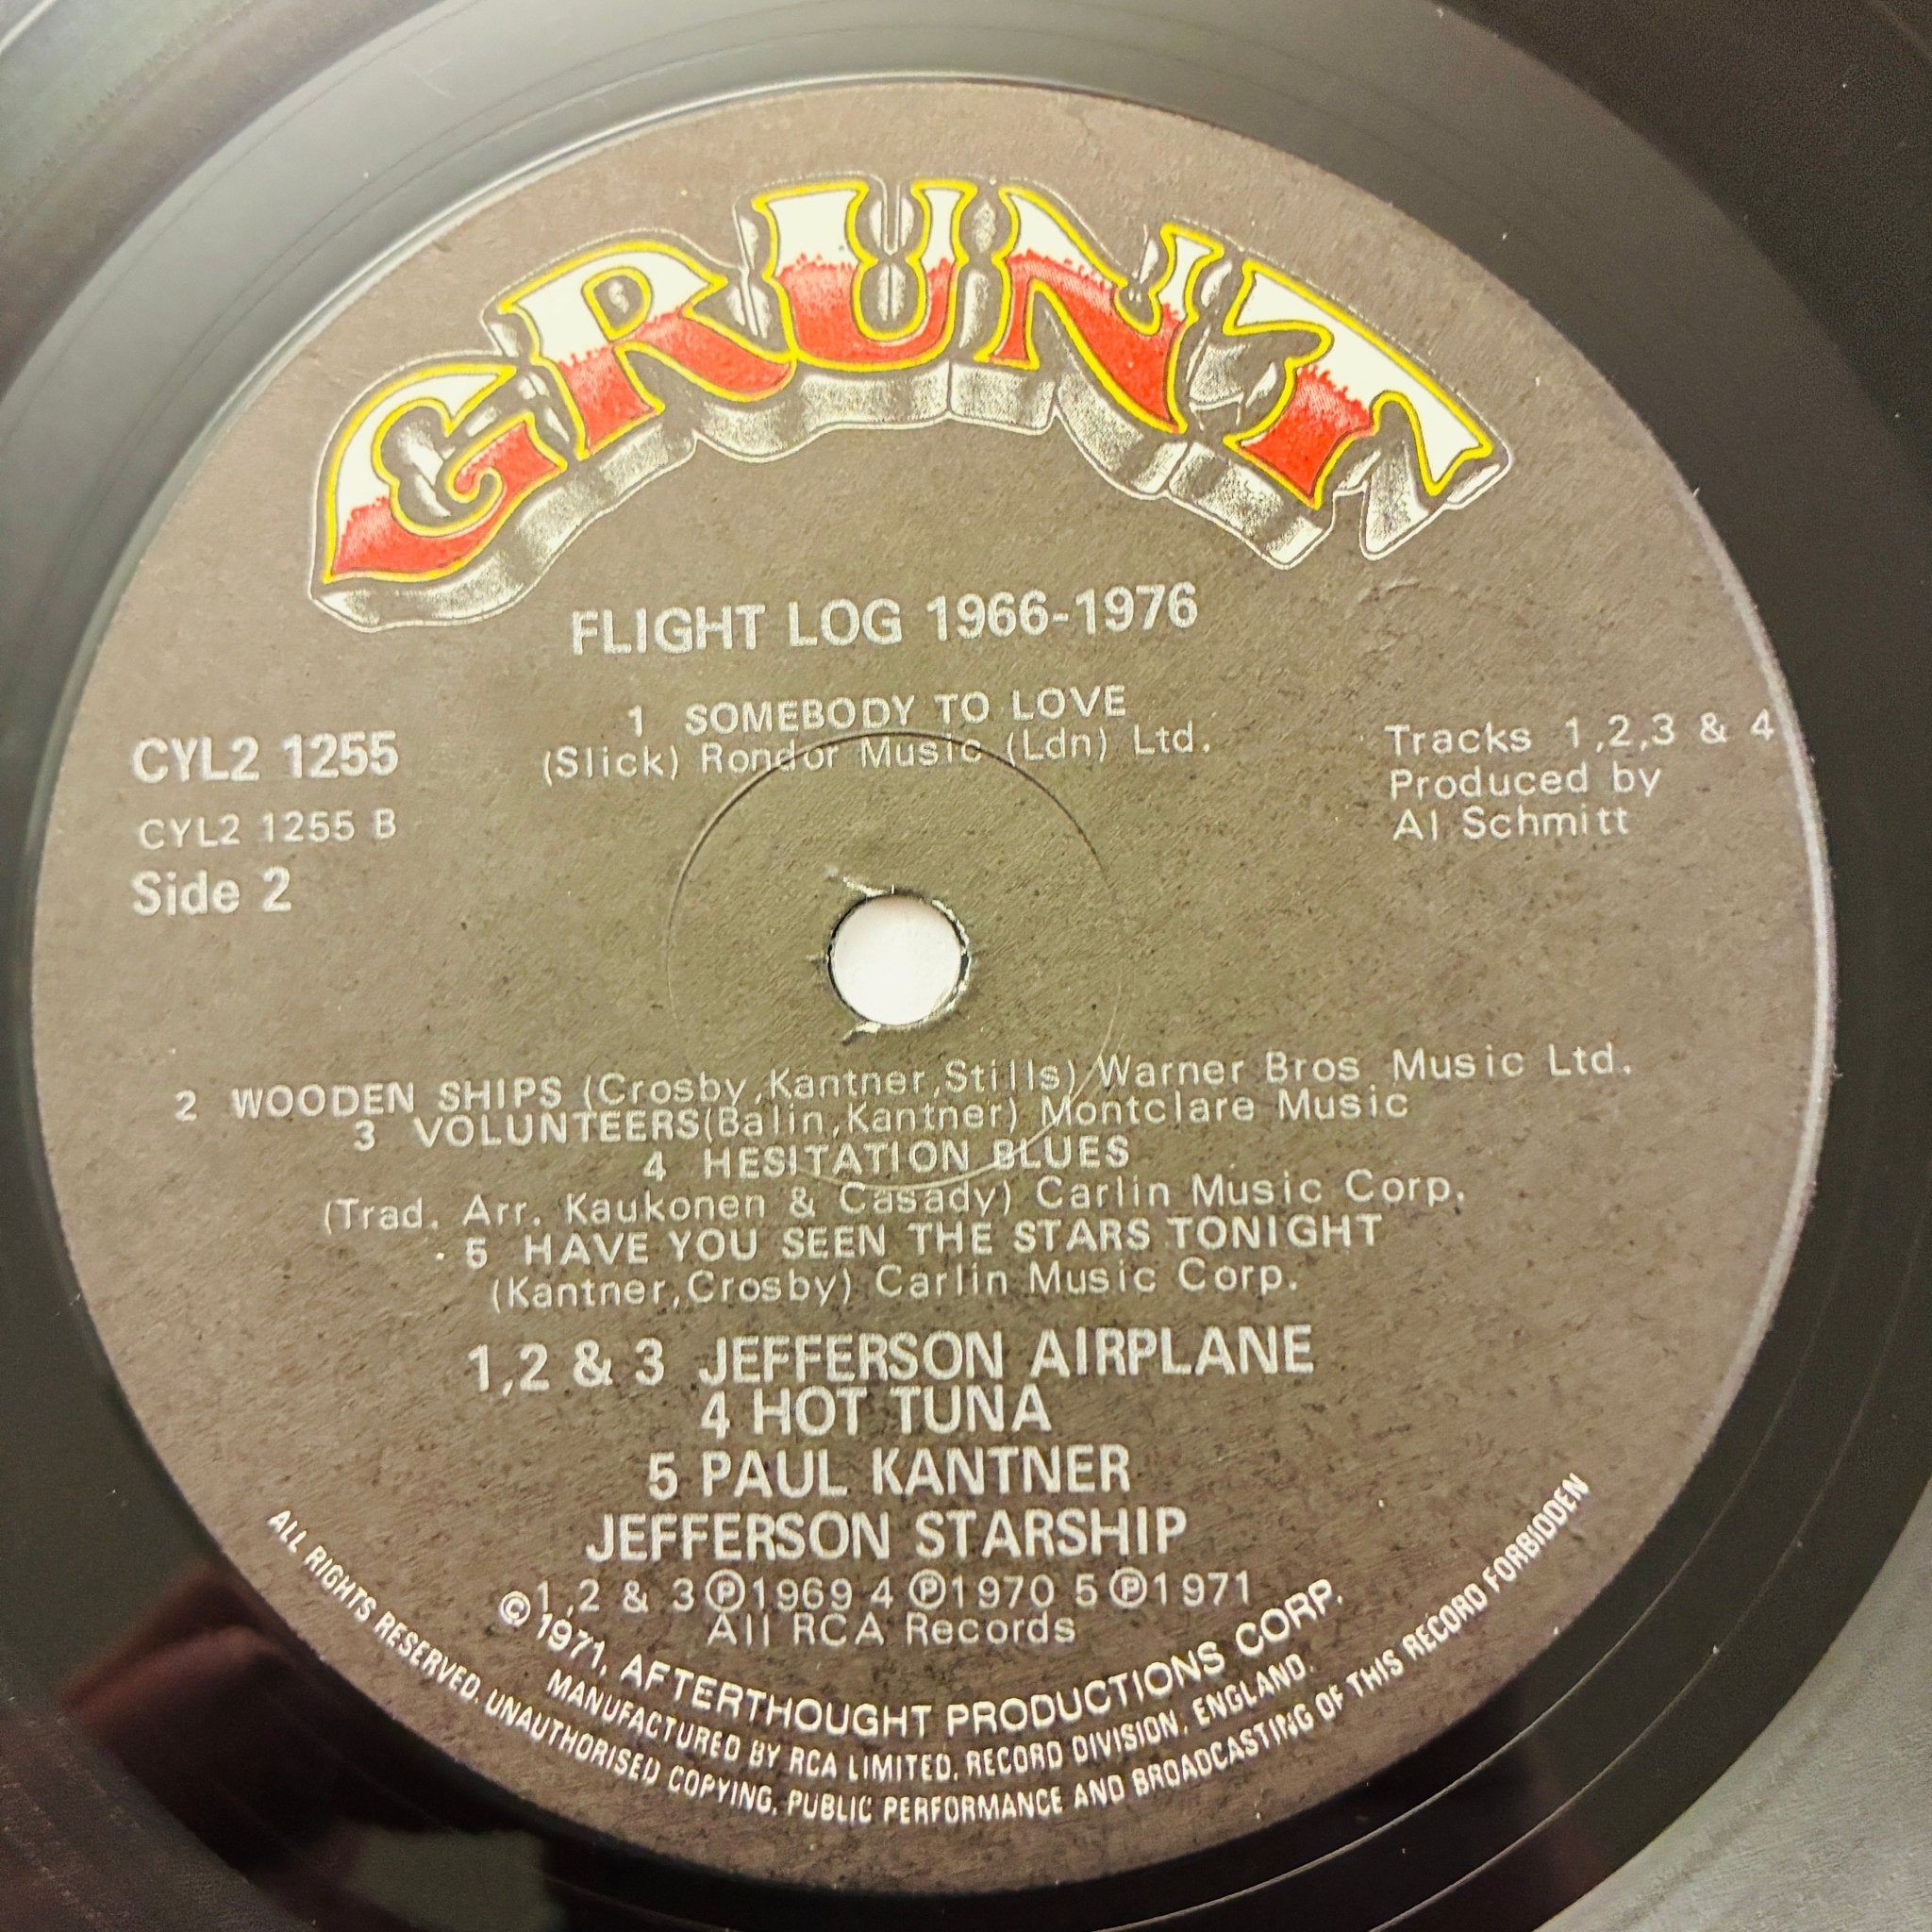 GRUNT
FLIGHT LOG 1966-1976
1 SOMEBODY TO LOVE
(Slick) Rondor Music (Ldn) Ltd.
CYL2 1255
CYL2 1255 B
Side 2
Tracks 1,2,3 & 4
Produced by
Al Schmitt
2 WOODEN SHIPS (Crosby,Kantner,Stills) Warner Bros Music Ltd.
3 VOLUNTEERS(Balin,Kantner) Montclare Music
4 HESITATION BLUES
(Trad. Arr. Kaukonen & Casady) Carlin Music Corp.
5 HAVE YOU SEEN THE STARS TONIGHT
(Kantner,Crosby) Carlin Music Corp.
1,2 & 3 JEFFERSON AIRPLANE
4 HOT TUNA
5 PAUL KANTNER
JEFFERSON STARSHIP
1,2 & 3 ℗1969 4 ℗1970 5 ℗1971
All RCA Records
© 1971, AFTERTHOUGHT PRODUCTIONS CORP.
MANUFACTURED BY RCA LIMITED, RECORD DIVISION, ENGLAND.
ALL RIGHTS RESERVED. UNAUTHORISED COPYING, PUBLIC PERFORMANCE AND BROADCASTING OF THIS RECORD FORBIDDEN